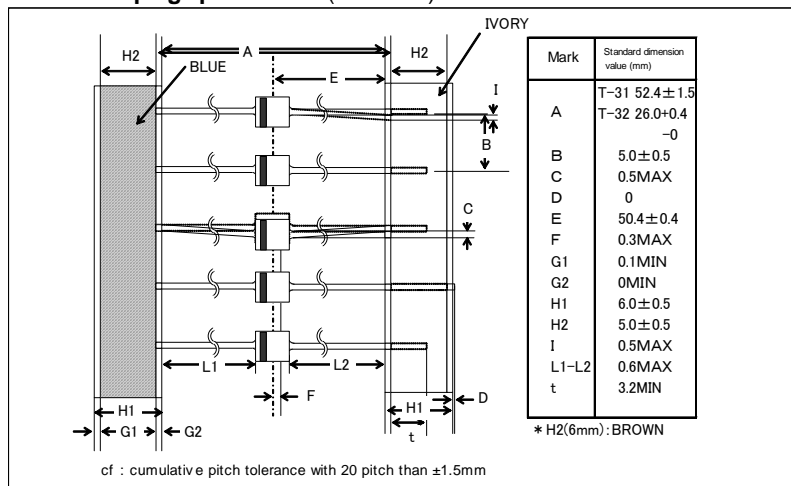 IVORY
H2
A
H2
BLUE
E
I
B
C
L1
L2
F
H1
H1
D
G1
G2
t
cf : cumulative pitch tolerance with 20 pitch than ±1.5mm
Mark Standard dimension value (mm)
A T-31 52.4±1.5
T-32 26.0+0.4
-0
B 5.0±0.5
C 0.5MAX
D 0
E 50.4±0.4
F 0.3MAX
G1 0.1MIN
G2 0MIN
H1 6.0±0.5
H2 5.0±0.5
I 0.5MAX
L1-L2 0.6MAX
t 3.2MIN
* H2(6mm):BROWN